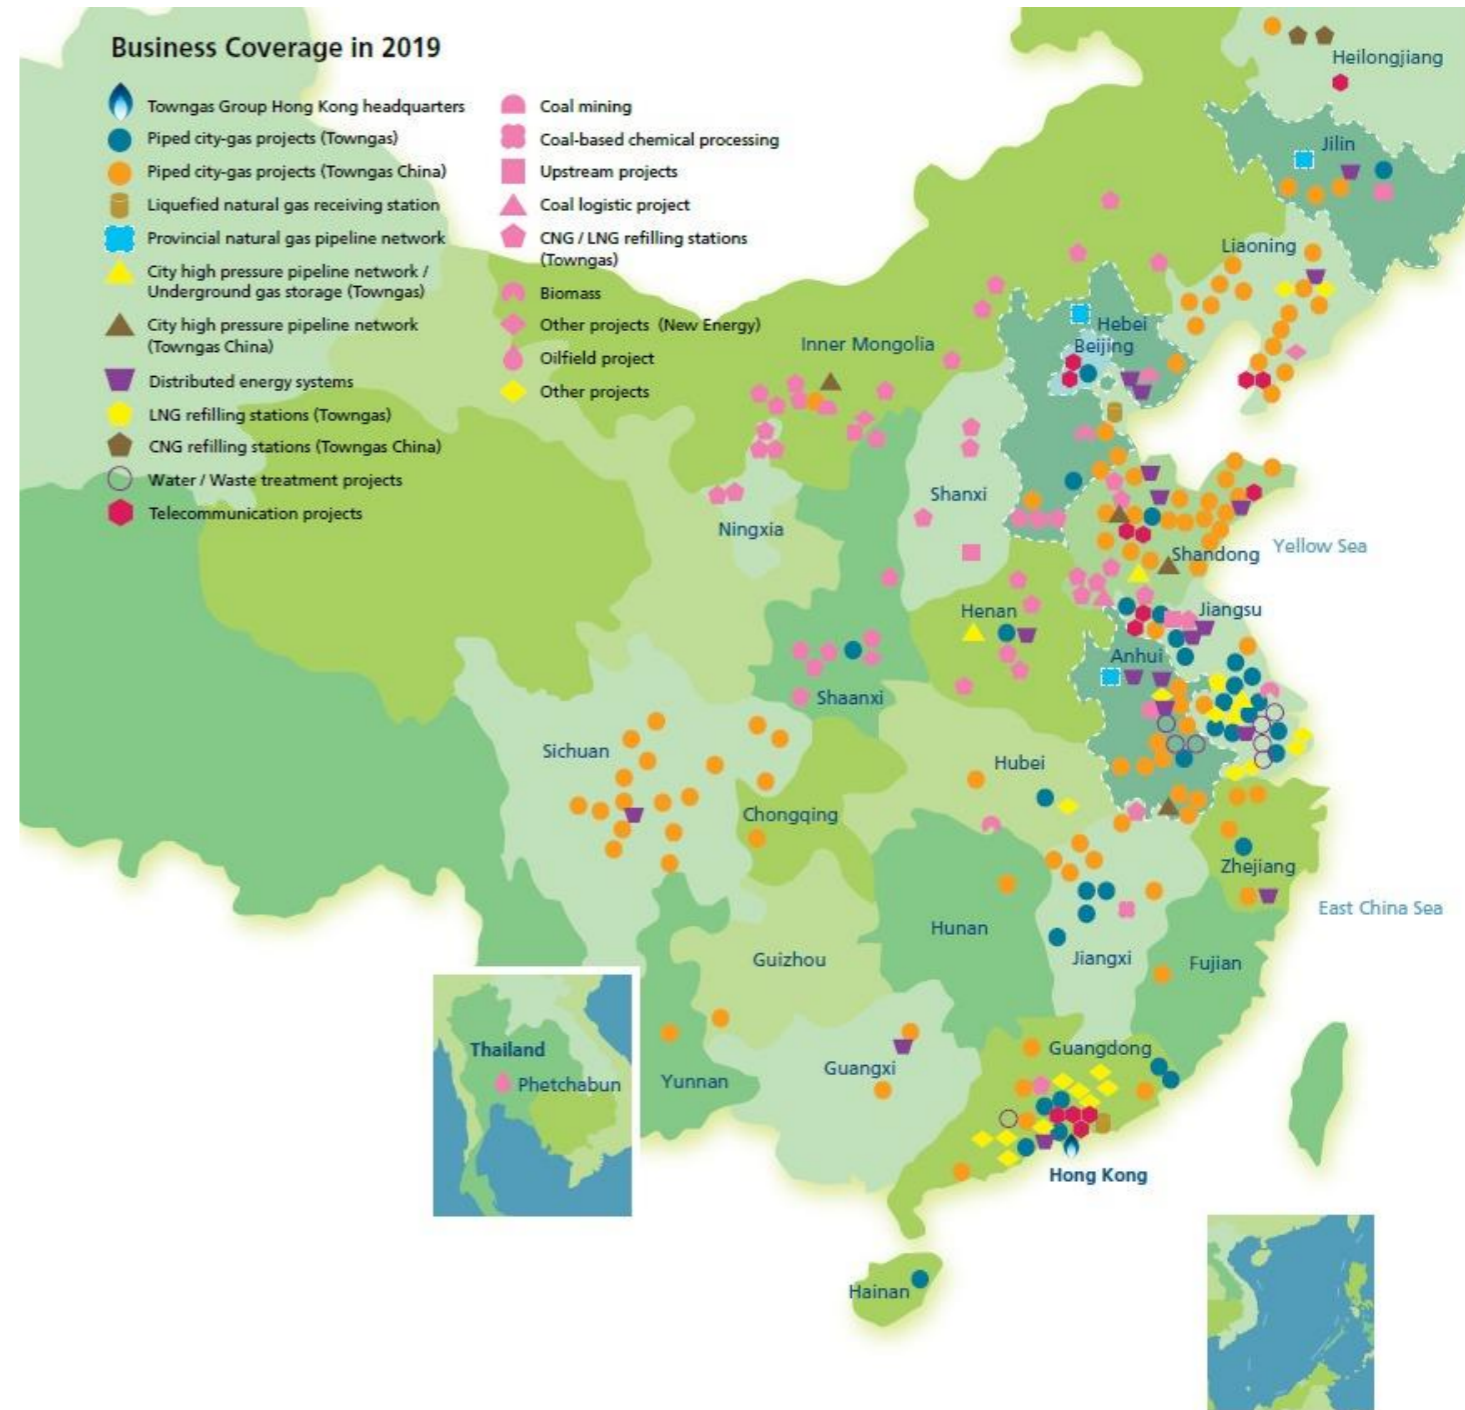 Business Coverage in 2019
Towngas Group Hong Kong headquarters
Piped city-gas projects (Towngas)
Piped city-gas projects (Towngas China)
Liquefied natural gas receiving station
Provincial natural gas pipeline network
City high pressure pipeline network /
Underground gas storage (Towngas)
City high pressure pipeline network
(Towngas China)
Distributed energy systems
LNG refilling stations (Towngas)
CNG refilling stations (Towngas China)
Water / Waste treatment projects
Telecommunication projects
Coal mining
Coal-based chemical processing
Upstream projects
Coal logistic project
CNG / LNG refilling stations
(Towngas)
Biomass
Other projects (New Energy)
Oilfield project
Other projects
Heilongjiang
Jilin
Liaoning
Hebei
Beijing
Inner Mongolia
Shanxi
Ningxia
Shandong
Yellow Sea
Henan
Jiangsu
Anhui
Shaanxi
Sichuan
Hubei
Chongqing
Zhejiang
East China Sea
Hunan
Jiangxi
Guizhou
Fujian
Guangdong
Guangxi
Yunnan
Thailand
Phetchabun
Hong Kong
Hainan